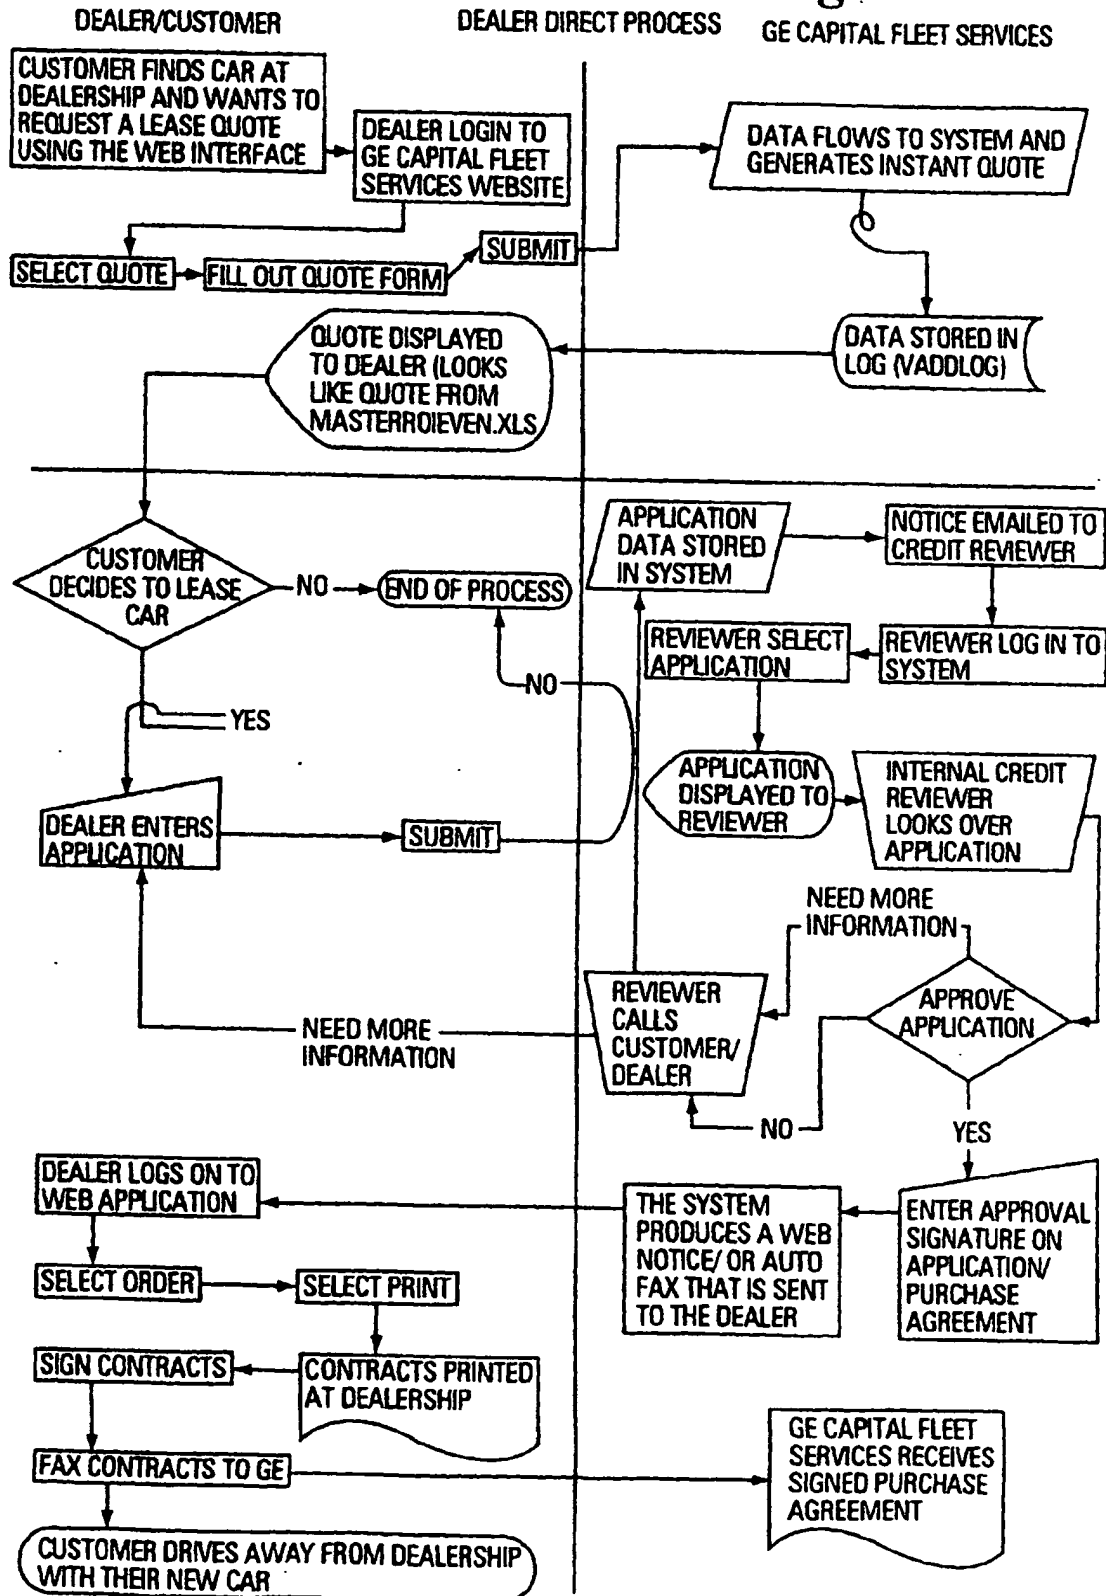 DEALER/CUSTOMER
DEALER DIRECT PROCESS
GE CAPITAL FLEET SERVICES
CUSTOMER FINDS CAR AT
DEALERSHIP AND WANTS TO
REQUEST A LEASE QUOTE
USING THE WEB INTERFACE
DEALER LOGIN TO
GE CAPITAL FLEET
SERVICES WEBSITE
DATA FLOWS TO SYSTEM AND
GENERATES INSTANT QUOTE
SELECT QUOTE
FILL OUT QUOTE FORM
SUBMIT
QUOTE DISPLAYED
TO DEALER (LOOKS
LIKE QUOTE FROM
MASTERROIEVEN.XLS
DATA STORED IN
LOG (VADDLOG)
CUSTOMER
DECIDES TO LEASE
CAR
NO
END OF PROCESS
APPLICATION
DATA STORED
IN SYSTEM
NOTICE EMAILED TO
CREDIT REVIEWER
REVIEWER SELECT
APPLICATION
REVIEWER LOG IN TO
SYSTEM
NO
YES
APPLICATION
DISPLAYED TO
REVIEWER
INTERNAL CREDIT
REVIEWER
LOOKS OVER
APPLICATION
DEALER ENTERS
APPLICATION
SUBMIT
NEED MORE
INFORMATION
REVIEWER
CALLS
CUSTOMER/
DEALER
APPROVE
APPLICATION
NEED MORE
INFORMATION
NO
YES
DEALER LOGS ON TO
WEB APPLICATION
THE SYSTEM
PRODUCES A WEB
NOTICE/ OR AUTO
FAX THAT IS SENT
TO THE DEALER
ENTER APPROVAL
SIGNATURE ON
APPLICATION/
PURCHASE
AGREEMENT
SELECT ORDER
SELECT PRINT
SIGN CONTRACTS
CONTRACTS PRINTED
AT DEALERSHIP
FAX CONTRACTS TO GE
GE CAPITAL FLEET
SERVICES RECEIVES
SIGNED PURCHASE
AGREEMENT
CUSTOMER DRIVES AWAY FROM DEALERSHIP
WITH THEIR NEW CAR